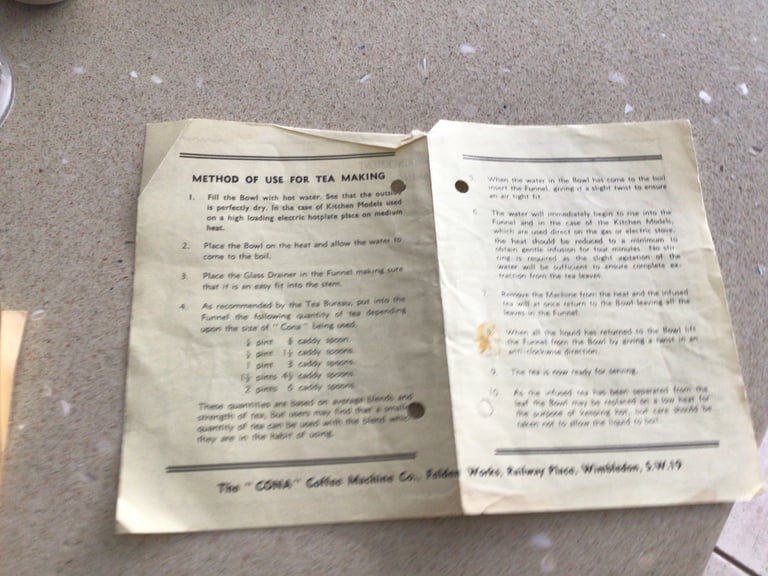 METHOD OF USE FOR TEA MAKING
1. Fill the Bowl with hot water. See that the outside
is perfectly dry. In the case of Kitchen Models used
on a high loading electric hotplate place on medium
heat.
2. Place the Bowl on the heat and allow the water to
come to the boil.
3. Place the Glass Drainer in the Funnel making sure
that it is an easy fit into the stem.
4. As recommended by the Tea Bureau, put into the
Funnel the following quantity of tea depending
upon the size of "Cona" being used.
pint caddy spoon.
pint 1½ caddy spoons.
1 pint 3 caddy spoons.
1½ pints 4½ caddy spoons.
2 pints 6 caddy spoons.
These quantities are based on average blends and
strength of tea, but users may find that a smaller
quantity of tea can be used with the blend which
they are in the habit of using.
5. When the water in the Bowl has come to the boil
insert the Funnel, giving it a slight twist to ensure
an air tight fit.
6. The water will immediately begin to rise into the
Funnel and in the case of the Kitchen Models,
which are used direct on the gas or electric stove,
the heat should be reduced to a minimum to
obtain gentle infusion for four minutes. No stir-
ring is required as the slight agitation of the
water will be sufficient to ensure complete ex-
traction from the tea leaves.
7. Remove the Machine from the heat and the infused
tea will at once return to the Bowl leaving all the
leaves in the Funnel.
When all the liquid has returned to the Bowl lift
the Funnel from the Bowl by giving a twist in an
anti-clockwise direction.
9. The tea is now ready for serving.
10. As the infused tea has been separated from the
leaf the Bowl may be replaced on a low heat for
the purpose of keeping hot, but care should be
taken not to allow the liquid to boil.
The "CONA" Coffee Machine Co., Works, Railway Place, Wimbledon, S.W.19